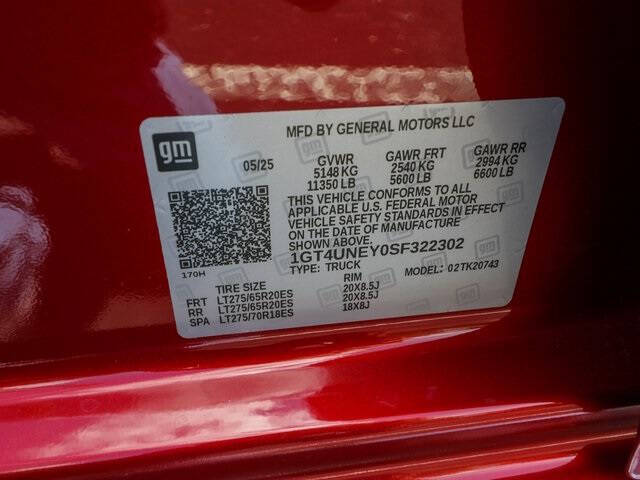 gm
MFD BY GENERAL MOTORS LLC
05/25 GVWR GAWR FRT GAWR RR
5148 KG 2540 KG 2994 KG
11350 LB 5600 LB 6600 LB
THIS VEHICLE CONFORMS TO ALL
APPLICABLE U.S. FEDERAL MOTOR
VEHICLE SAFETY STANDARDS IN EFFECT
ON THE DATE OF MANUFACTURE
SHOWN ABOVE.
1GT4UNEY0SF322302
170H TYPE: TRUCK MODEL: 02TK20743
TIRE SIZE RIM
FRT LT275/65R20ES 20X8.5J
RR LT275/65R20ES 20X8.5J
SPA LT275/70R18ES 18X8J